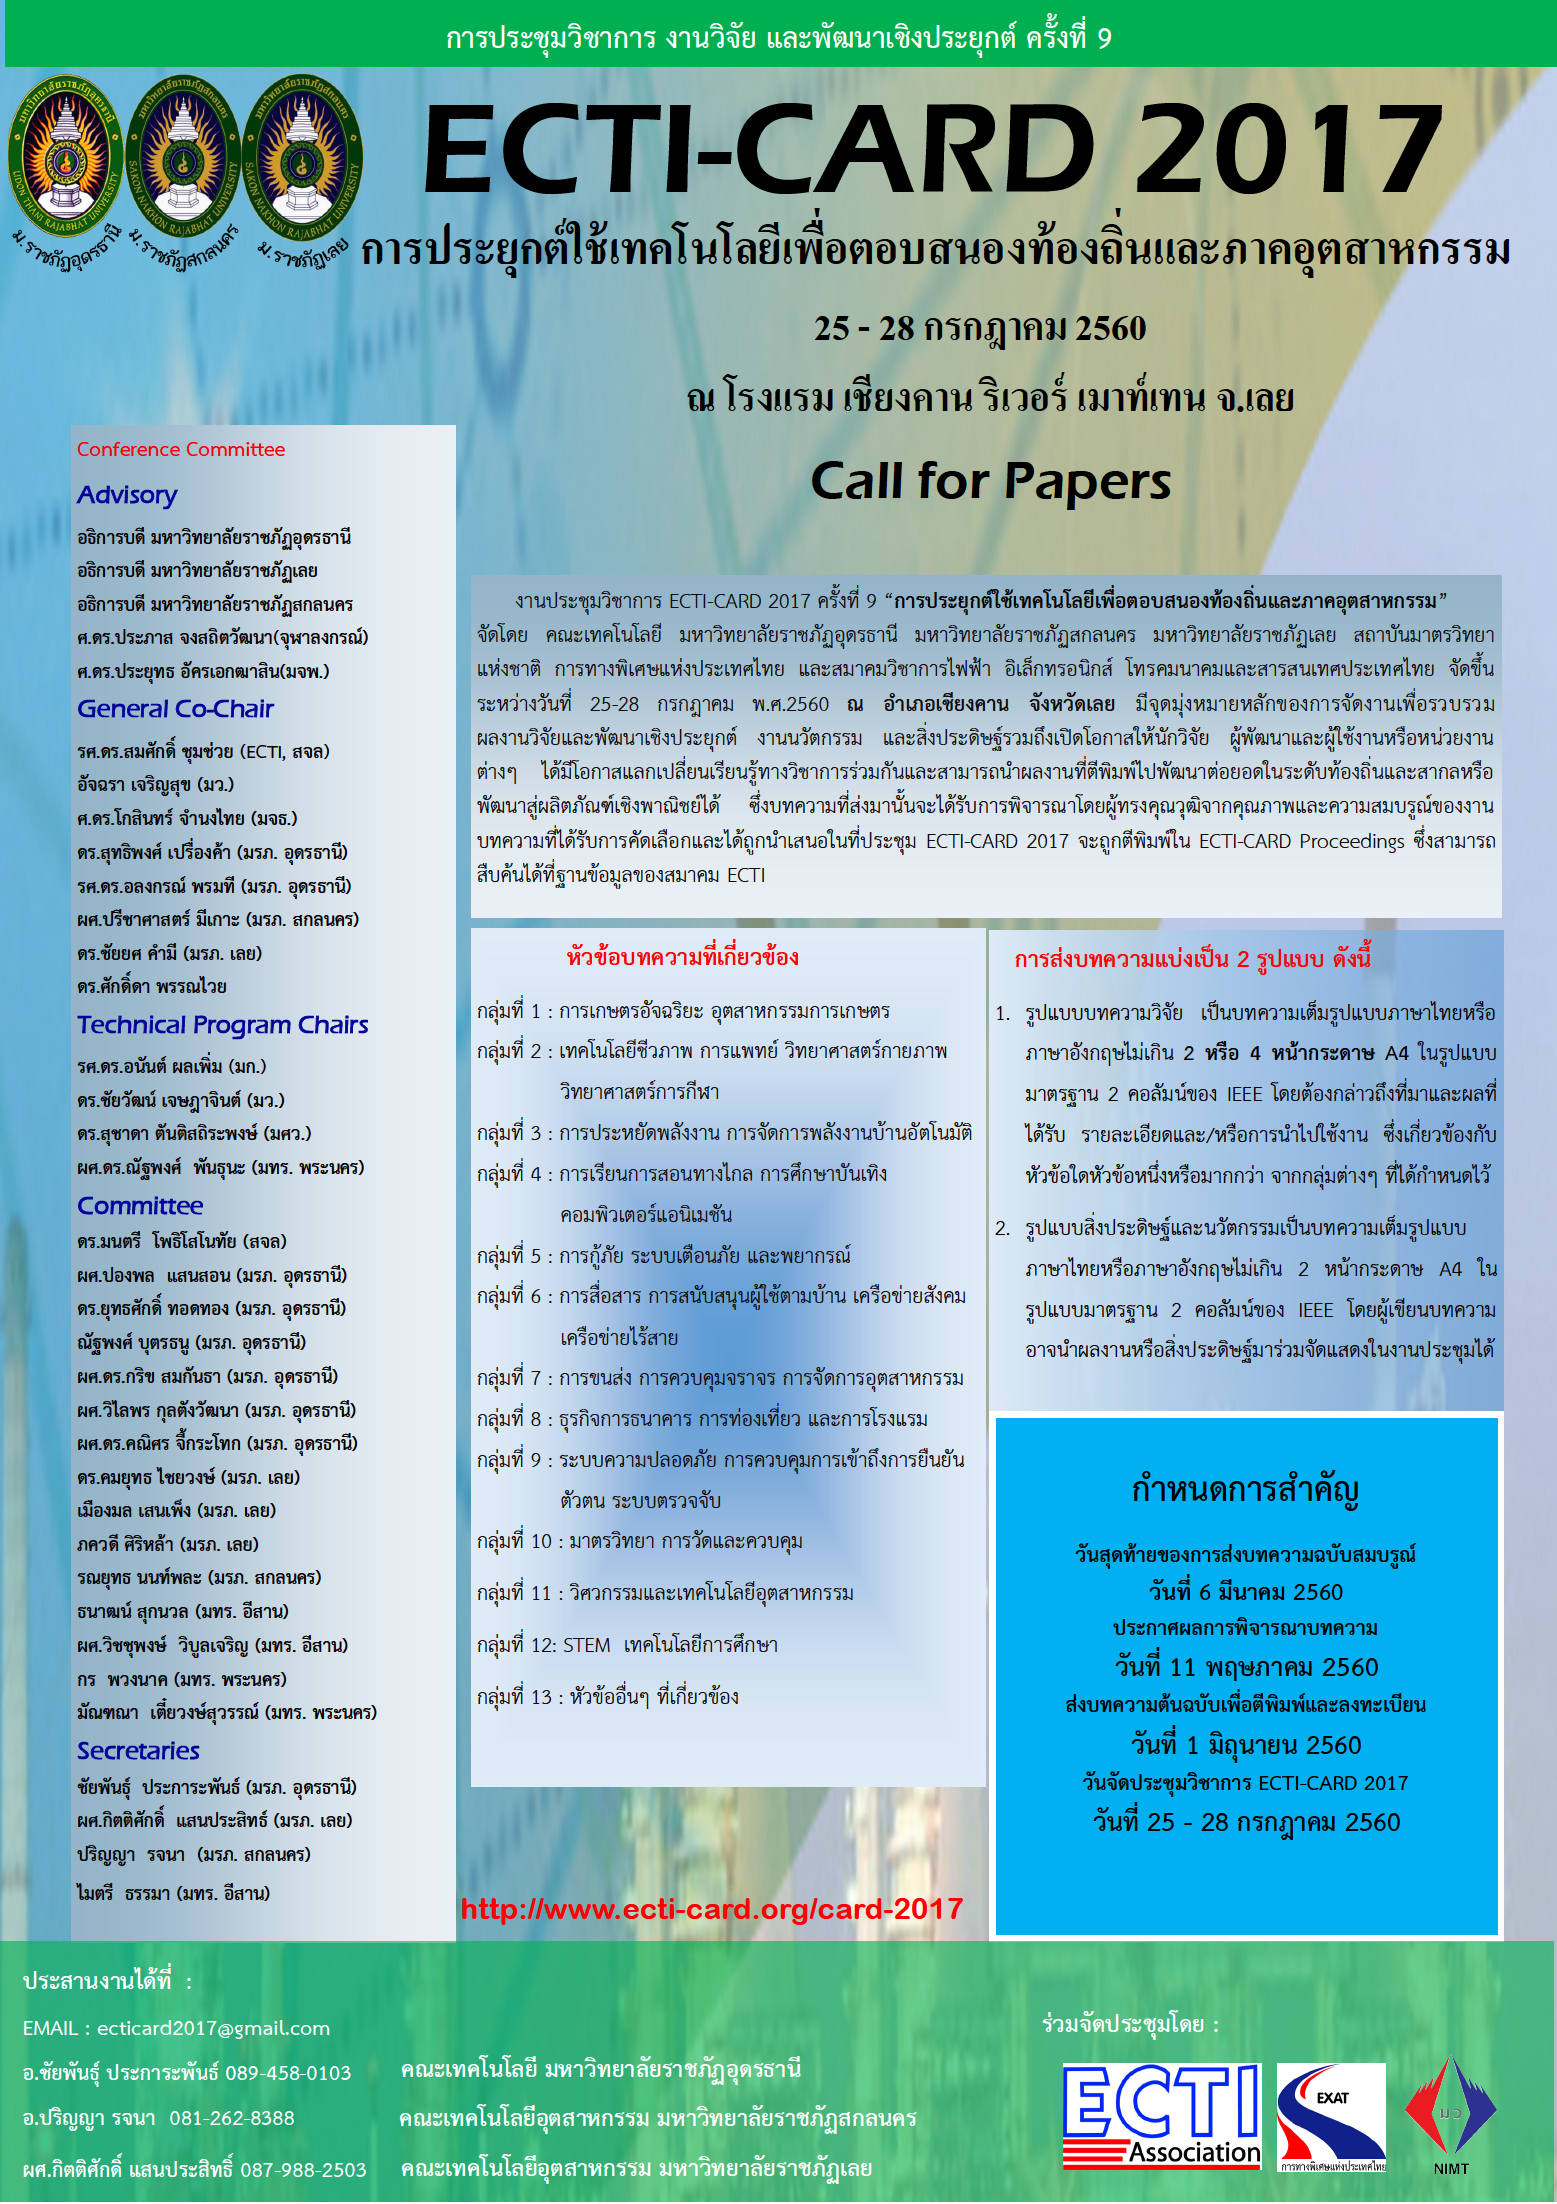 การประชุมวิชาการ งานวิจัย และพัฒนาเชิงประยุกต์ ครั้งที่ 9
ECTI-CARD 2017
มหาวิทยาลัยราชภัฏอุดรธานี
UDON THANI RAJABHAT UNIVERSITY
ม.ราชภัฏอุดรธานี
มหาวิทยาลัยราชภัฏสกลนคร
SAKON NAKHON RAJABHAT UNIVERSITY
ม.ราชภัฏสกลนคร
มหาวิทยาลัยราชภัฏสกลนคร
SAKON NAKHON RAJABHAT UNIVERSITY
ม.ราชภัฏเลย
การประยุกต์ใช้เทคโนโลยีเพื่อตอบสนองท้องถิ่นและภาคอุตสาหกรรม
25 - 28 กรกฎาคม 2560
ณ โรงแรม เชียงคาน ริเวอร์ เมาท์เทน จ.เลย
Call for Papers
Conference Committee
Advisory
อธิการบดี มหาวิทยาลัยราชภัฏอุดรธานี
อธิการบดี มหาวิทยาลัยราชภัฏเลย
อธิการบดี มหาวิทยาลัยราชภัฏสกลนคร
ศ.ดร.ประภาส จงสถิตวัฒนา(จุฬาลงกรณ์)
ศ.ดร.ประยุทธ อัครเอกฒาสิน(มจพ.)
General Co-Chair
รศ.ดร.สมศักดิ์ ชุมช่วย (ECTI, สจล)
อัจฉรา เจริญสุข (มว.)
ศ.ดร.โกสินทร์ จำนงไทย (มจธ.)
ดร.สุทธิพงศ์ เปรื่องค้า (มรภ. อุดรธานี)
รศ.ดร.อลงกรณ์ พรมที (มรภ. อุดรธานี)
ผศ.ปรีชาศาสตร์ มีเกาะ (มรภ. สกลนคร)
ดร.ชัยยศ คำมี (มรภ. เลย)
ดร.ศักดิ์ดา พรรณไวย
Technical Program Chairs
รศ.ดร.อนันต์ ผลเพิ่ม (มก.)
ดร.ชัยวัฒน์ เจษฎาจินต์ (มว.)
ดร.สุชาดา ตันติสถิระพงษ์ (มศว.)
ผศ.ดร.ณัฐพงศ์ พันธุนะ (มทร. พระนคร)
Committee
ดร.มนตรี โพธิโสโนทัย (สจล)
ผศ.ปองพล แสนสอน (มรภ. อุดรธานี)
ดร.ยุทธศักดิ์ ทอดทอง (มรภ. อุดรธานี)
ณัฐพงศ์ บุตรธนู (มรภ. อุดรธานี)
ผศ.ดร.กริช สมกันธา (มรภ. อุดรธานี)
ผศ.วิไลพร กุลตังวัฒนา (มรภ. อุดรธานี)
ผศ.ดร.คณิศร จี้กระโทก (มรภ. อุดรธานี)
ดร.คมยุทธ ไชยวงษ์ (มรภ. เลย)
เมืองมล เสนเพ็ง (มรภ. เลย)
ภควดี ศิริหล้า (มรภ. เลย)
รณยุทธ นนท์พละ (มรภ. สกลนคร)
ธนาฒน์ สุกนวล (มทร. อีสาน)
ผศ.วิชชุพงษ์ วิบูลเจริญ (มทร. อีสาน)
กร พวงนาค (มทร. พระนคร)
มัณฑณา เตี๋ยวงษ์สุวรรณ์ (มทร. พระนคร)
Secretaries
ชัยพันธุ์ ประการะพันธ์ (มรภ. อุดรธานี)
ผศ.กิตติศักดิ์ แสนประสิทธ์ (มรภ. เลย)
ปริญญา รจนา (มรภ. สกลนคร)
ไมตรี ธรรมา (มทร. อีสาน)
งานประชุมวิชาการ ECTI-CARD 2017 ครั้งที่ 9 “การประยุกต์ใช้เทคโนโลยีเพื่อตอบสนองท้องถิ่นและภาคอุตสาหกรรม”
จัดโดย คณะเทคโนโลยี มหาวิทยาลัยราชภัฏอุดรธานี มหาวิทยาลัยราชภัฏสกลนคร มหาวิทยาลัยราชภัฏเลย สถาบันมาตรวิทยา
แห่งชาติ การทางพิเศษแห่งประเทศไทย และสมาคมวิชาการไฟฟ้า อิเล็กทรอนิกส์ โทรคมนาคมและสารสนเทศประเทศไทย จัดขึ้น
ระหว่างวันที่ 25-28 กรกฎาคม พ.ศ.2560 ณ อำเภอเชียงคาน จังหวัดเลย มีจุดมุ่งหมายหลักของการจัดงานเพื่อรวบรวม
ผลงานวิจัยและพัฒนาเชิงประยุกต์ งานนวัตกรรม และสิ่งประดิษฐ์รวมถึงเปิดโอกาสให้นักวิจัย ผู้พัฒนาและผู้ใช้งานหรือหน่วยงาน
ต่างๆ ได้มีโอกาสแลกเปลี่ยนเรียนรู้ทางวิชาการร่วมกันและสามารถนำผลงานที่ตีพิมพ์ไปพัฒนาต่อยอดในระดับท้องถิ่นและสากลหรือ
พัฒนาสู่ผลิตภัณฑ์เชิงพาณิชย์ได้ ซึ่งบทความที่ส่งมานั้นจะได้รับการพิจารณาโดยผู้ทรงคุณวุฒิจากคุณภาพและความสมบรูณ์ของงาน
บทความที่ได้รับการคัดเลือกและได้ถูกนำเสนอในที่ประชุม ECTI-CARD 2017 จะถูกตีพิมพ์ใน ECTI-CARD Proceedings ซึ่งสามารถ
สืบค้นได้ที่ฐานข้อมูลของสมาคม ECTI
หัวข้อบทความที่เกี่ยวข้อง
กลุ่มที่ 1 : การเกษตรอัจฉริยะ อุตสาหกรรมการเกษตร
กลุ่มที่ 2 : เทคโนโลยีชีวภาพ การแพทย์ วิทยาศาสตร์กายภาพ
วิทยาศาสตร์การกีฬา
กลุ่มที่ 3 : การประหยัดพลังงาน การจัดการพลังงานบ้านอัตโนมัติ
กลุ่มที่ 4 : การเรียนการสอนทางไกล การศึกษาบันเทิง
คอมพิวเตอร์แอนิเมชัน
กลุ่มที่ 5 : การกู้ภัย ระบบเตือนภัย และพยากรณ์
กลุ่มที่ 6 : การสื่อสาร การสนับสนุนผู้ใช้ตามบ้าน เครือข่ายสังคม
เครือข่ายไร้สาย
กลุ่มที่ 7 : การขนส่ง การควบคุมจราจร การจัดการอุตสาหกรรม
กลุ่มที่ 8 : ธุรกิจการธนาคาร การท่องเที่ยว และการโรงแรม
กลุ่มที่ 9 : ระบบความปลอดภัย การควบคุมการเข้าถึงการยืนยัน
ตัวตน ระบบตรวจจับ
กลุ่มที่ 10 : มาตรวิทยา การวัดและควบคุม
กลุ่มที่ 11 : วิศวกรรมและเทคโนโลยีอุตสาหกรรม
กลุ่มที่ 12: STEM เทคโนโลยีการศึกษา
กลุ่มที่ 13 : หัวข้ออื่นๆ ที่เกี่ยวข้อง
การส่งบทความแบ่งเป็น 2 รูปแบบ ดังนี้
1. รูปแบบบทความวิจัย เป็นบทความเต็มรูปแบบภาษาไทยหรือ
ภาษาอังกฤษไม่เกิน 2 หรือ 4 หน้ากระดาษ A4 ในรูปแบบ
มาตรฐาน 2 คอลัมน์ของ IEEE โดยต้องกล่าวถึงที่มาและผลที่
ได้รับ รายละเอียดและ/หรือการนำไปใช้งาน ซึ่งเกี่ยวข้องกับ
หัวข้อใดหัวข้อหนึ่งหรือมากกว่า จากกลุ่มต่างๆ ที่ได้กำหนดไว้
2. รูปแบบสิ่งประดิษฐ์และนวัตกรรมเป็นบทความเต็มรูปแบบ
ภาษาไทยหรือภาษาอังกฤษไม่เกิน 2 หน้ากระดาษ A4 ใน
รูปแบบมาตรฐาน 2 คอลัมน์ของ IEEE โดยผู้เขียนบทความ
อาจนำผลงานหรือสิ่งประดิษฐ์มาร่วมจัดแสดงในงานประชุมได้
กำหนดการสำคัญ
วันสุดท้ายของการส่งบทความฉบับสมบรูณ์
วันที่ 6 มีนาคม 2560
ประกาศผลการพิจารณาบทความ
วันที่ 11 พฤษภาคม 2560
ส่งบทความต้นฉบับเพื่อตีพิมพ์และลงทะเบียน
วันที่ 1 มิถุนายน 2560
วันจัดประชุมวิชาการ ECTI-CARD 2017
วันที่ 25 - 28 กรกฎาคม 2560
http://www.ecti-card.org/card-2017
ประสานงานได้ที่ :
EMAIL : ecticard2017@gmail.com
อ.ชัยพันธุ์ ประการะพันธ์ 089-458-0103
อ.ปริญญา รจนา 081-262-8388
ผศ.กิตติศักดิ์ แสนประสิทธิ์ 087-988-2503
คณะเทคโนโลยี มหาวิทยาลัยราชภัฏอุดรธานี
คณะเทคโนโลยีอุตสาหกรรม มหาวิทยาลัยราชภัฏสกลนคร
คณะเทคโนโลยีอุตสาหกรรม มหาวิทยาลัยราชภัฏเลย
ร่วมจัดประชุมโดย :
ECTI
Association
EXAT
การทางพิเศษแห่งประเทศไทย
มว
NIMT